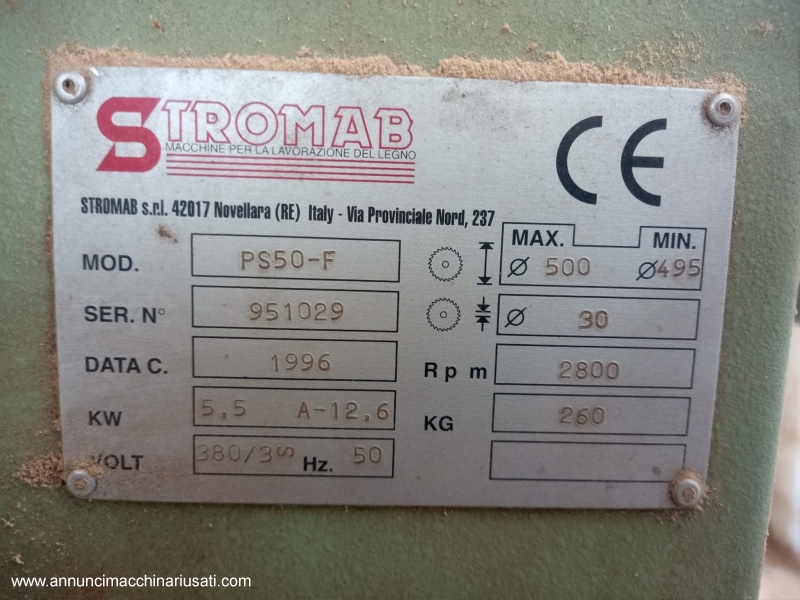 STROMAB
MACCHINE PER LA LAVORAZIONE DEL LEGNO
CE
STROMAB s.r.l. 42017 Novellara (RE) Italy - Via Provinciale Nord, 237
MOD. PS50-F
MAX. MIN.
Ø 500 Ø495
SER. N° 951029
Ø 30
DATA C. 1996
Rpm 2800
KW 5,5 A-12,6
KG 260
VOLT 380/3∽ Hz. 50
www.annuncimacchinariusati.com